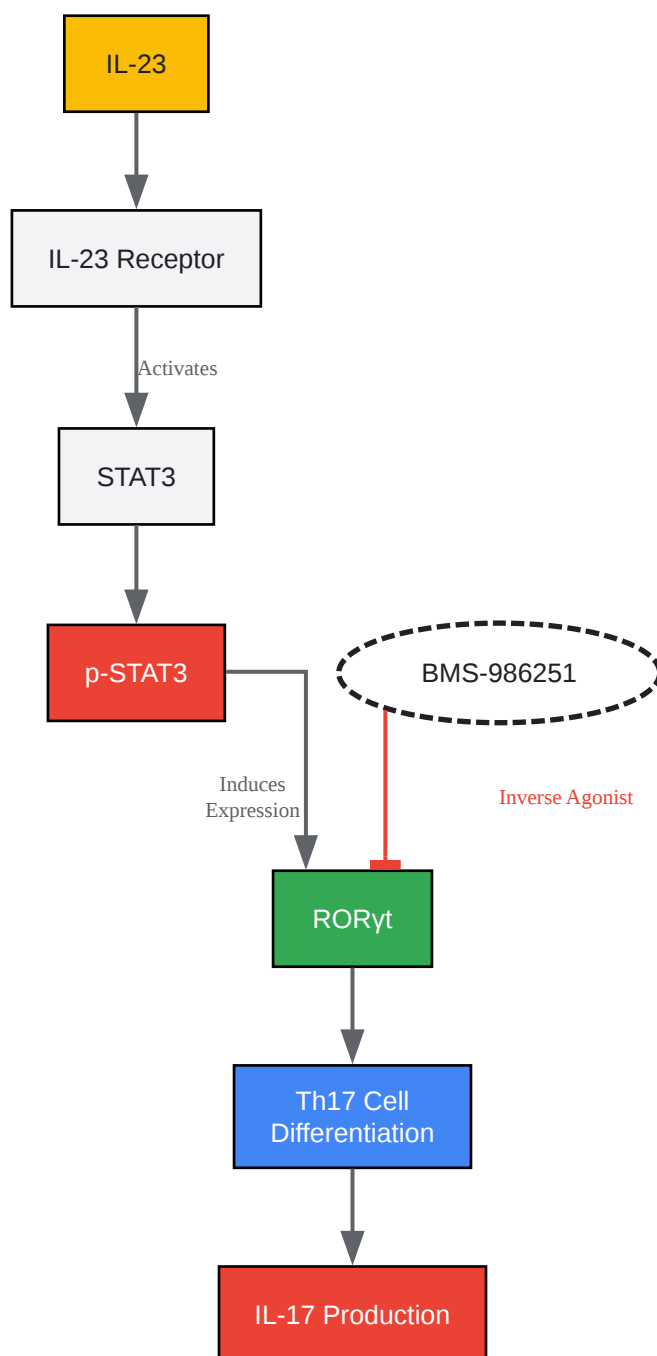 IL-23
IL-23 Receptor
Activates
STAT3
p-STAT3
BMS-986251
Induces
Expression
Inverse Agonist
RORγt
Th17 Cell
Differentiation
IL-17 Production